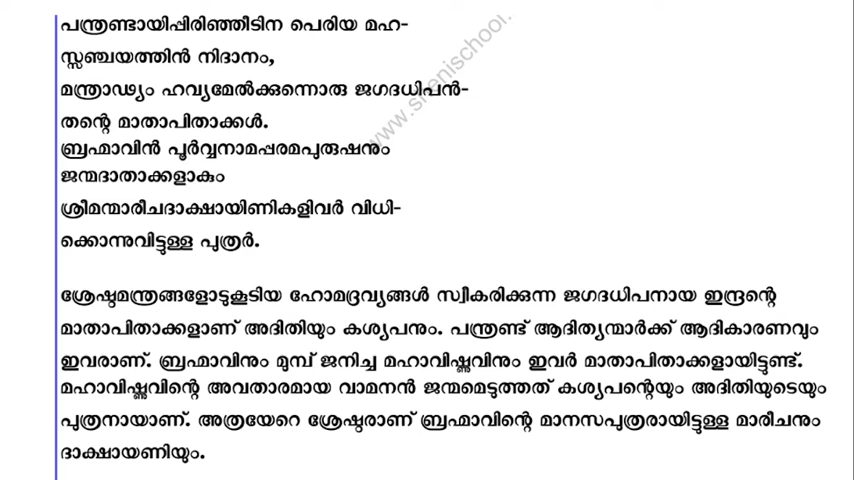 പന്ത്രണ്ടായിപ്പിരിഞ്ഞീടിന പെരിയ മഹ-
സ്സഞ്ചയത്തിൻ നിദാനം,
മന്ത്രാഢ്യം ഹവ്യമേൽക്കുന്നൊരു ജഗദധിപൻ-
തന്റെ മാതാപിതാക്കൾ.
ബ്രഹ്മാവിൻ പൂർവ്വനാമപ്പരമപുരുഷനും
ജന്മദാതാക്കളാകും
ശ്രീമന്മാരീചദാക്ഷായിണികളിവർ വിധി-
ക്കൊന്നുവിട്ടുള്ള പുത്രർ.
ശ്രേഷ്ഠമന്ത്രങ്ങളോടുകൂടിയ ഹോമദ്രവ്യങ്ങൾ സ്വീകരിക്കുന്ന ജഗദധിപനായ ഇന്ദ്രന്റെ
മാതാപിതാക്കളാണ് അദിതിയും കശ്യപനും. പന്ത്രണ്ട് ആദിത്യന്മാർക്ക് ആദികാരണവും
ഇവരാണ്. ബ്രഹ്മാവിനും മുമ്പ് ജനിച്ച മഹാവിഷ്ണുവിനും ഇവർ മാതാപിതാക്കളായിട്ടുണ്ട്.
മഹാവിഷ്ണുവിന്റെ അവതാരമായ വാമനൻ ജന്മമെടുത്തത് കശ്യപന്റെയും അദിതിയുടെയും
പുത്രനായാണ്. അത്രയേറെ ശ്രേഷ്ഠരാണ് ബ്രഹ്മാവിന്റെ മാനസപുത്രരായിട്ടുള്ള മാരീചനും
ദാക്ഷായണിയും.
www.shenischool.